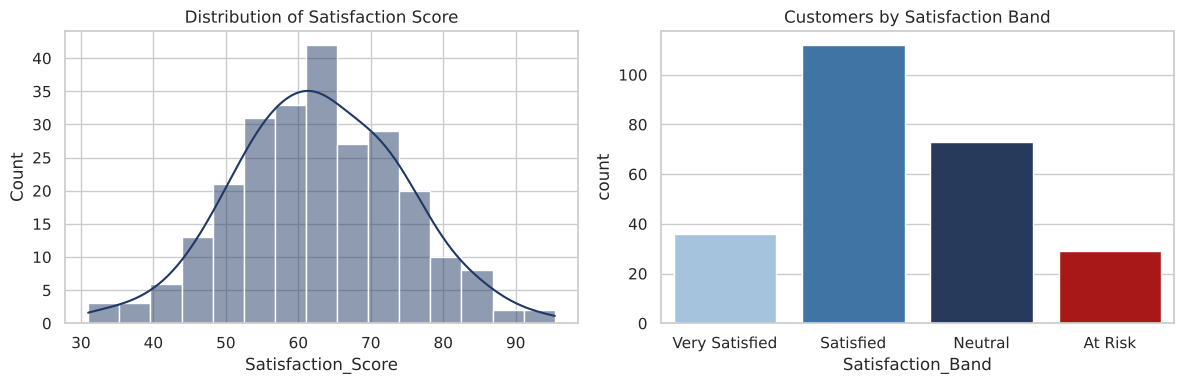 Distribution of Satisfaction Score
Count
40
35
30
25
20
15
10
5
0
30 40 50 60 70 80 90
Satisfaction_Score
Customers by Satisfaction Band
count
100
80
60
40
20
0
Very Satisfied Satisfied Neutral At Risk
Satisfaction_Band